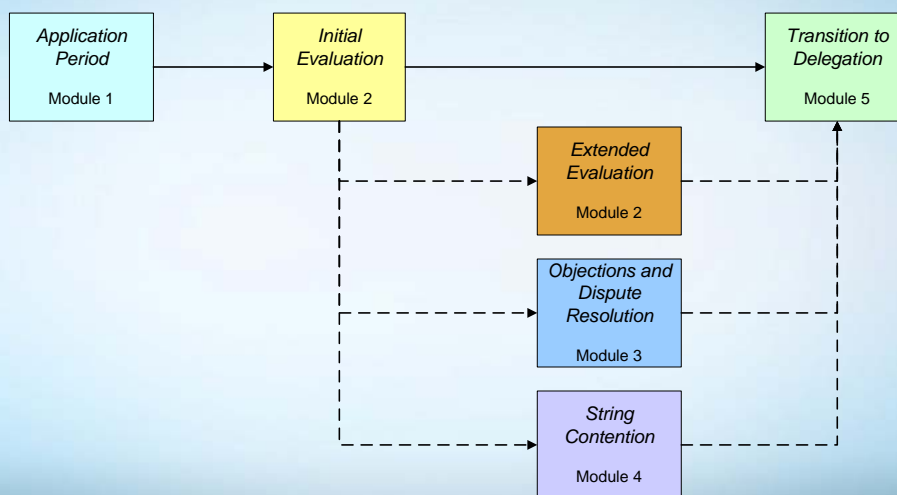 Application
Period
Module 1
Initial
Evaluation
Module 2
Transition to
Delegation
Module 5
Extended
Evaluation
Module 2
Objections and
Dispute
Resolution
Module 3
String
Contention
Module 4